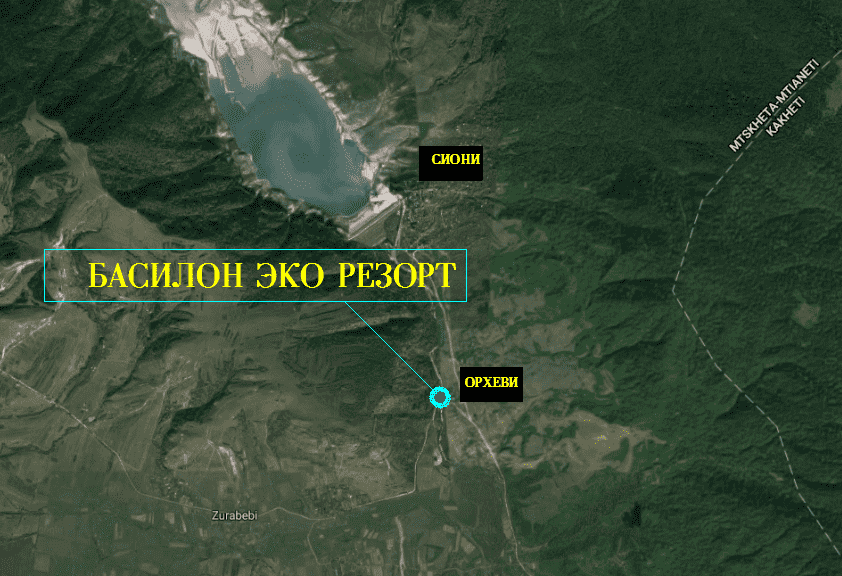 MTSKHETA-MTIANETI
KAKHETI
СИОНИ
БАСИЛОН ЭКО РЕЗОРТ
ОРХЕВИ
Zurabebi